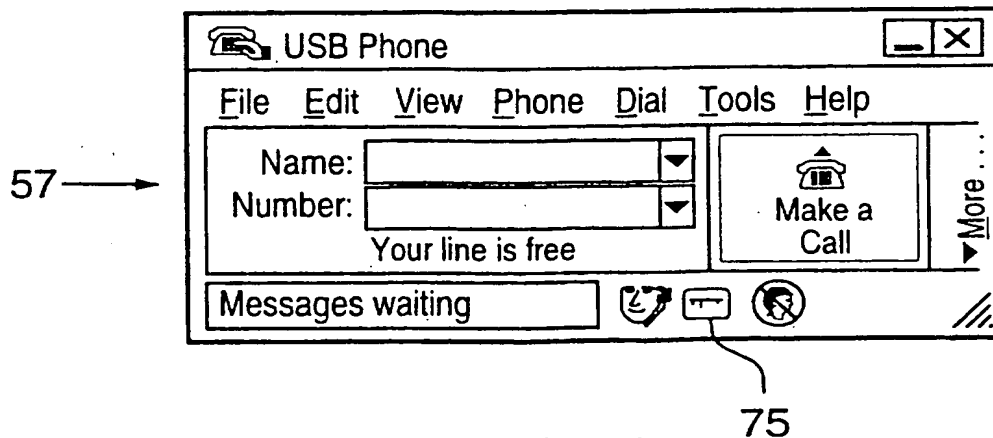 USB Phone
File Edit View Phone Dial Tools Help
57
Name:
Number:
Your line is free
Make a
Call
More ...
Messages waiting
75